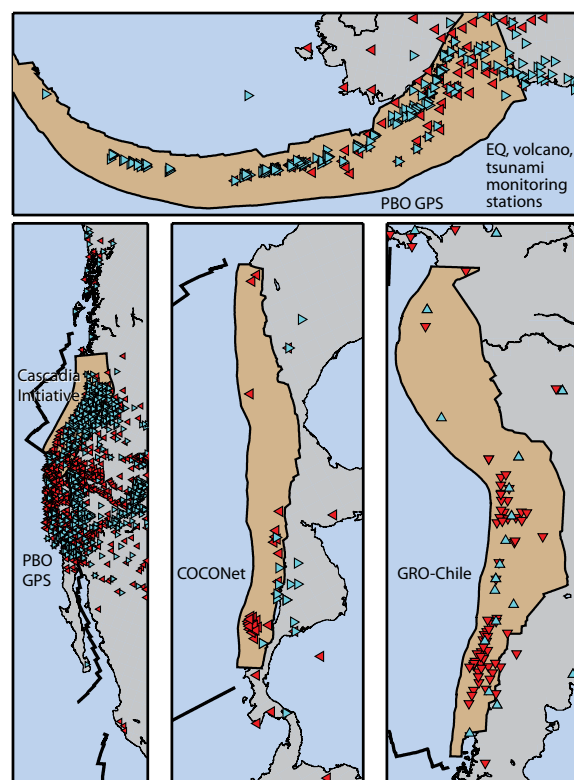 EQ, volcano,
tsunami
monitoring
stations
PBO GPS
Cascadia
Initiative
PBO
GPS
COCONet
GRO-Chile